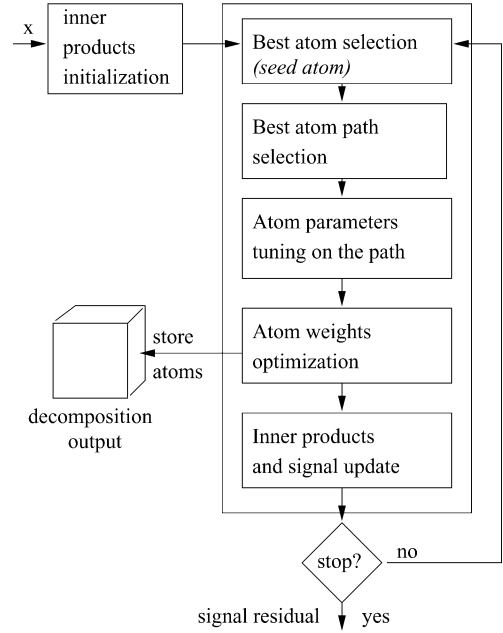 x
inner
products
initialization
Best atom selection
(seed atom)
Best atom path
selection
Atom parameters
tuning on the path
Atom weights
optimization
store
atoms
decomposition
output
Inner products
and signal update
stop?
no
signal residual
yes